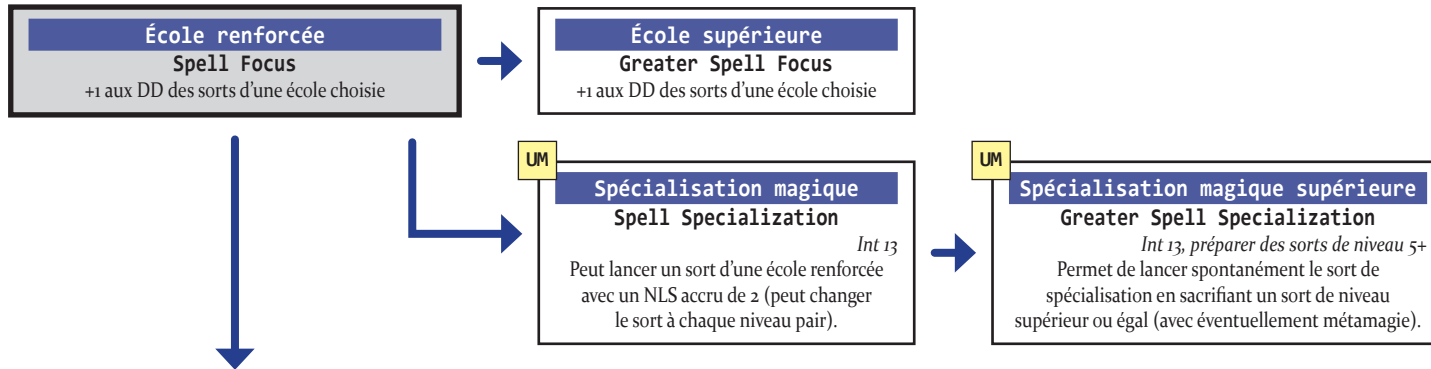 École renforcée
Spell Focus
+1 aux DD des sorts d’une école choisie
École supérieure
Greater Spell Focus
+1 aux DD des sorts d’une école choisie
UM
Spécialisation magique
Spell Specialization
Int 13
Peut lancer un sort d’une école renforcée
avec un NLS accru de 2 (peut changer
le sort à chaque niveau pair).
UM
Spécialisation magique supérieure
Greater Spell Specialization
Int 13, préparer des sorts de niveau 5+
Permet de lancer spontanément le sort de
spécialisation en sacrifiant un sort de niveau
supérieur ou égal (avec éventuellement métamagie).